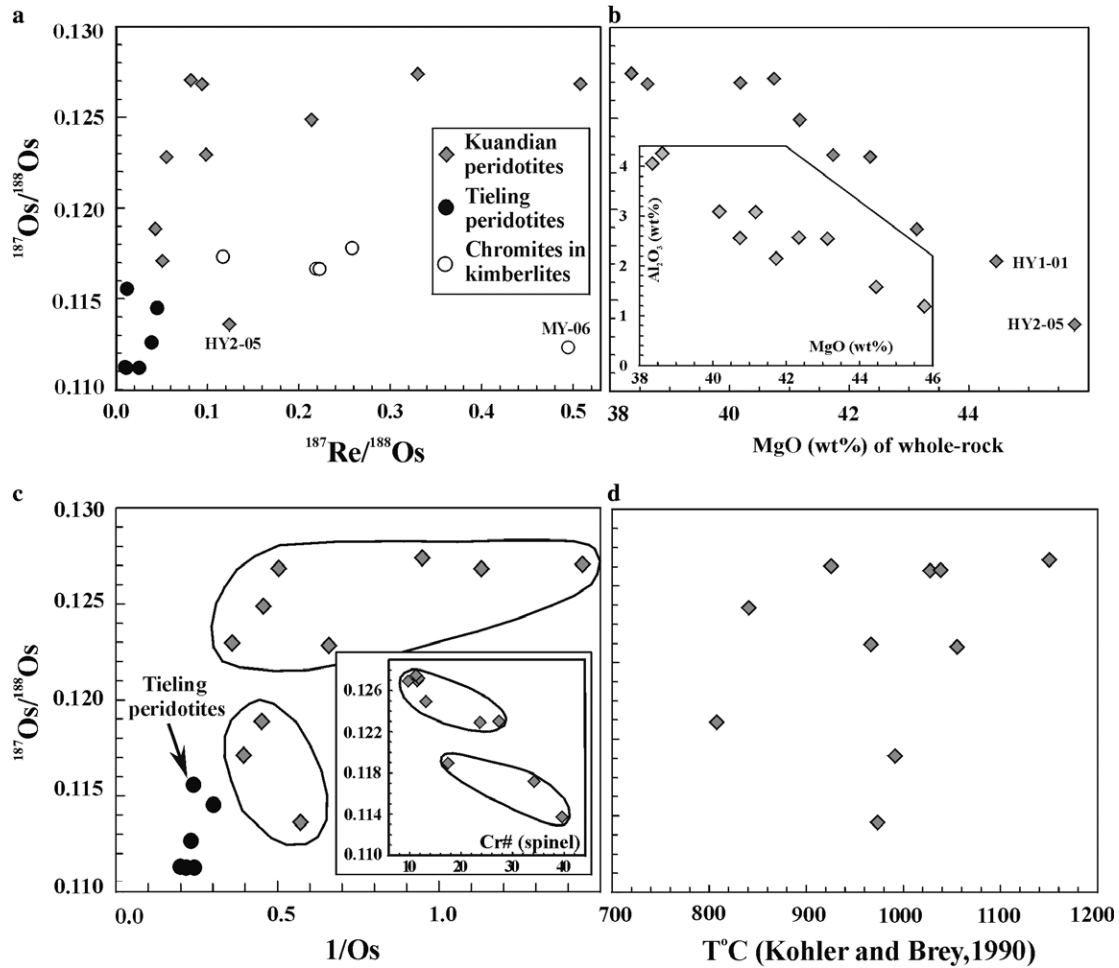 a
0.130
0.125
0.120
0.115
0.110
¹⁸⁷Os/¹⁸⁸Os
Kuandian
peridotites
Tieling
peridotites
Chromites in
kimberlites
HY2-05
MY-06
0.0 0.1 0.2 0.3 0.4 0.5
¹⁸⁷Re/¹⁸⁸Os
b
4
3
2
1
0
Al₂O₃ (wt%)
MgO (wt%)
38 40 42 44 46
HY1-01
HY2-05
38 40 42 44
MgO (wt%) of whole-rock
c
0.130
0.125
0.120
0.115
0.110
¹⁸⁷Os/¹⁸⁸Os
Tieling
peridotites
0.126
0.122
0.118
0.114
0.110
Cr# (spinel)
10 20 30 40
0.0 0.5 1.0
1/Os
d
700 800 900 1000 1100 1200
T°C (Kohler and Brey,1990)